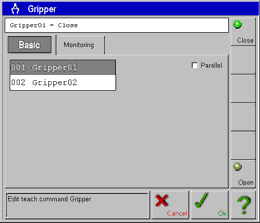 Gripper
Gripper01 = Close
Close
Basic
Monitoring
001 Gripper01
Parallel
002 Gripper02
Open
Edit teach command Gripper
Cancel
Ok
?